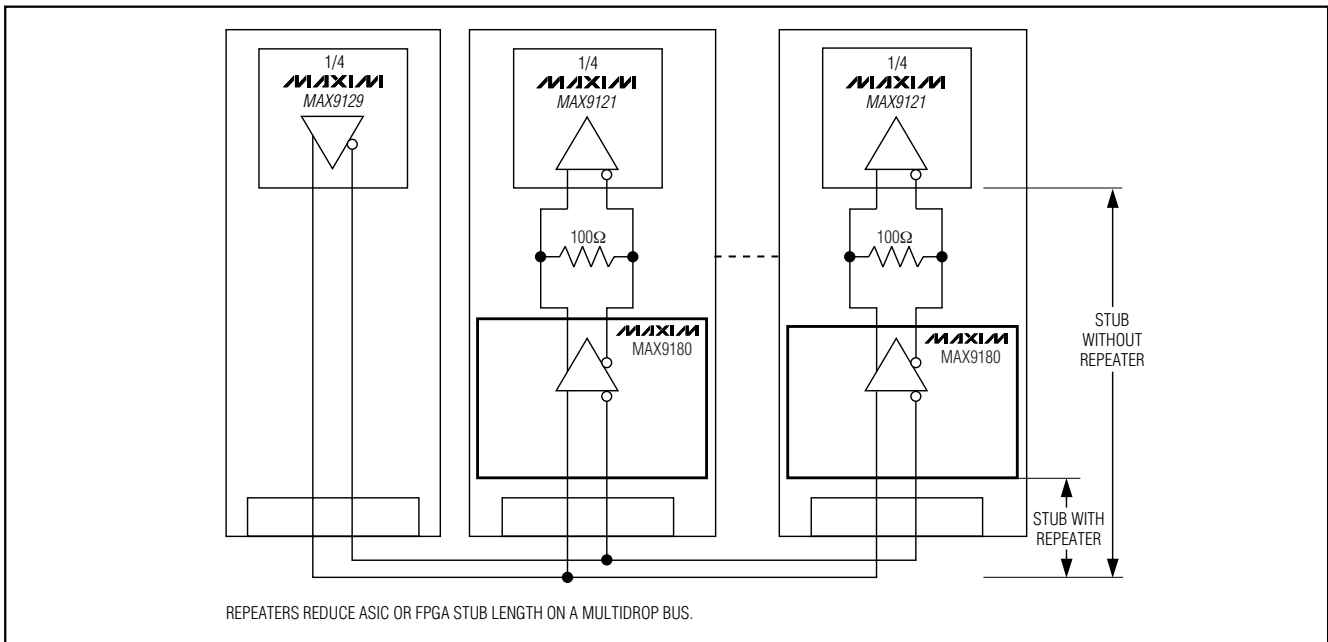 1/4
MAXIM
MAX9129
1/4
MAXIM
MAX9121
1/4
MAXIM
MAX9121
100Ω
100Ω
MAXIM
MAX9180
MAXIM
MAX9180
STUB
WITHOUT
REPEATER
STUB WITH
REPEATER
REPEATERS REDUCE ASIC OR FPGA STUB LENGTH ON A MULTIDROP BUS.